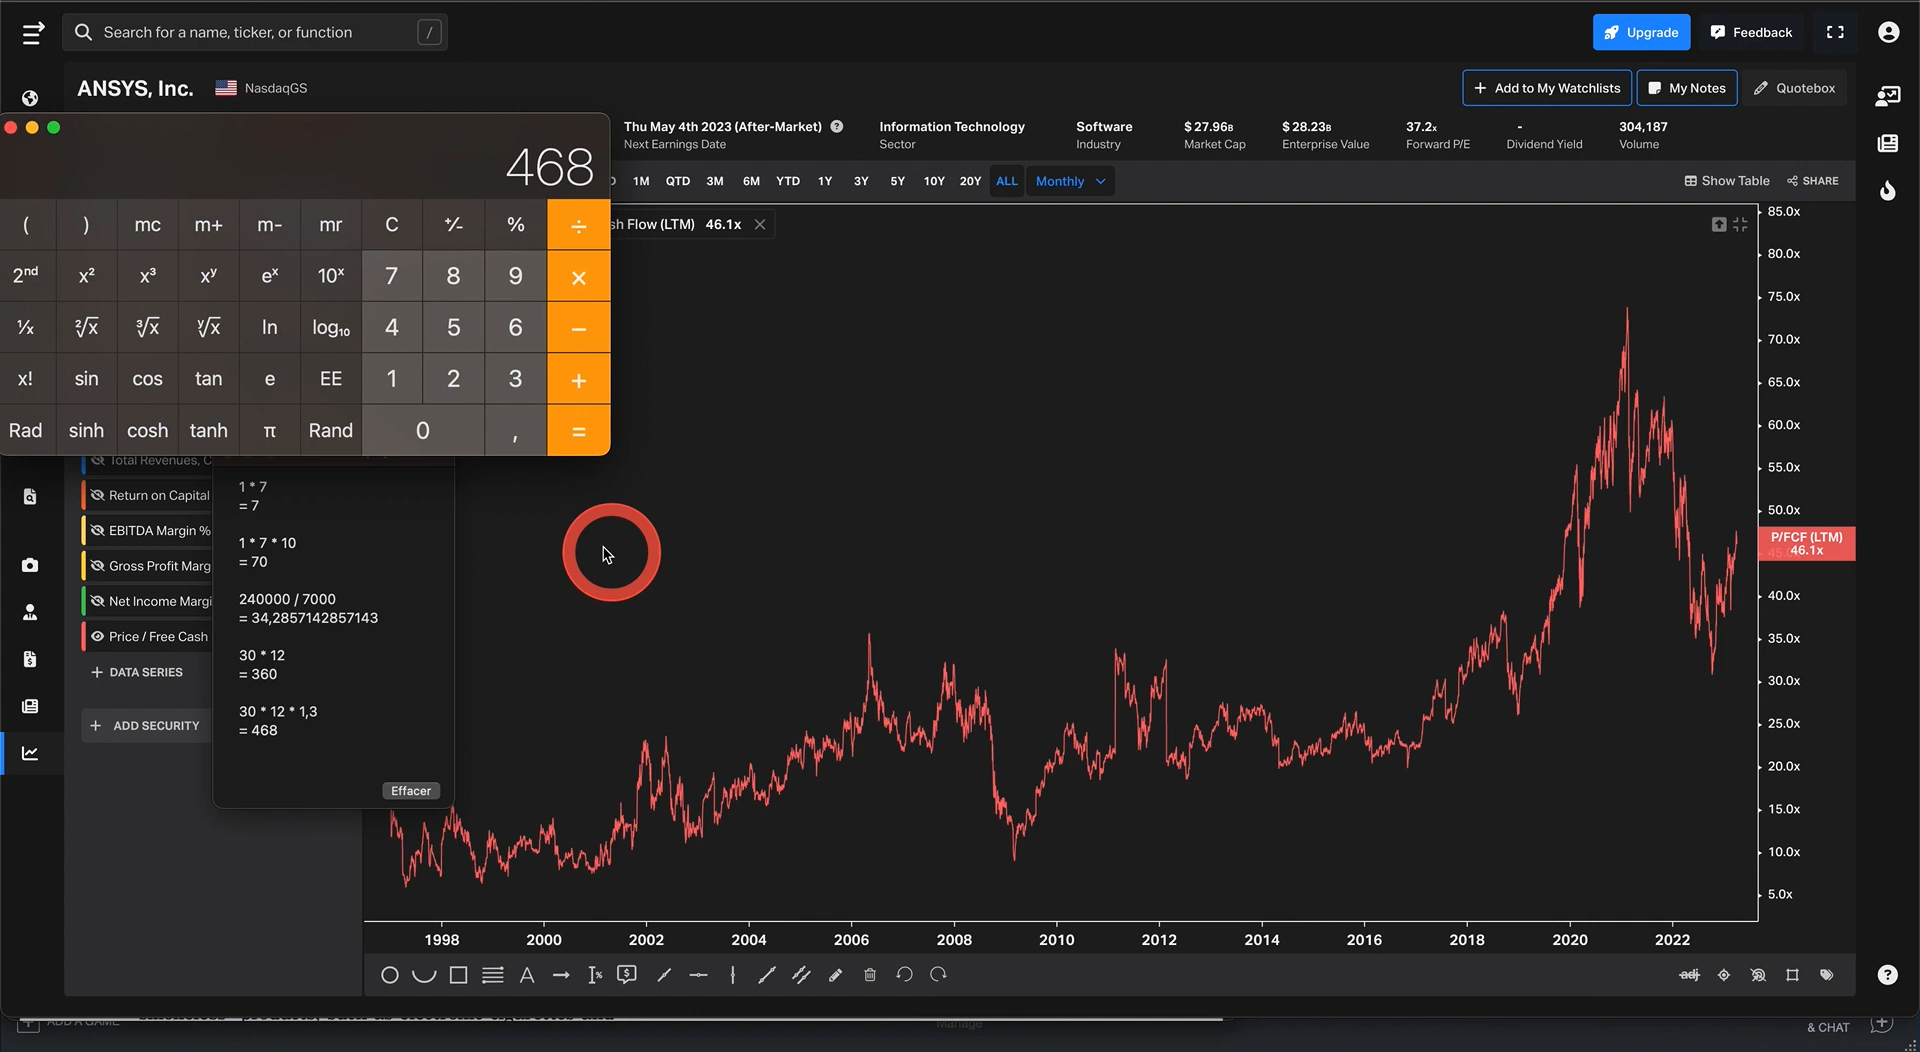 Search for a name, ticker, or function /
Upgrade
Feedback
ANSYS, Inc. NasdaqGS
+ Add to My Watchlists
My Notes
Quotebox
Thu May 4th 2023 (After-Market) ?
Next Earnings Date
Information Technology
Sector
Software
Industry
$ 27.96B
Market Cap
$ 28.23B
Enterprise Value
37.2x
Forward P/E
-
Dividend Yield
304,187
Volume
468
( ) mc m+ m- mr C +/- % ÷
2nd x² x³ xʸ eˣ 10ˣ 7 8 9 ×
1/x ²√x ³√x ʸ√x ln log₁₀ 4 5 6 −
x! sin cos tan e EE 1 2 3 +
Rad sinh cosh tanh π Rand 0 , =
1M QTD 3M 6M YTD 1Y 3Y 5Y 10Y 20Y ALL Monthly
Show Table
SHARE
sh Flow (LTM) 46.1x
Total Revenues, C
Return on Capital
EBITDA Margin %
Gross Profit Marg
Net Income Margi
Price / Free Cash
+ DATA SERIES
+ ADD SECURITY
1 * 7
= 7
1 * 7 * 10
= 70
240000 / 7000
= 34,2857142857143
30 * 12
= 360
30 * 12 * 1,3
= 468
Effacer
85.0x
80.0x
75.0x
70.0x
65.0x
60.0x
55.0x
50.0x
P/FCF (LTM)
46.1x
40.0x
35.0x
30.0x
25.0x
20.0x
15.0x
10.0x
5.0x
1998 2000 2002 2004 2006 2008 2010 2012 2014 2016 2018 2020 2022
A
adj
?
ADD A GAME
Manage
& CHAT